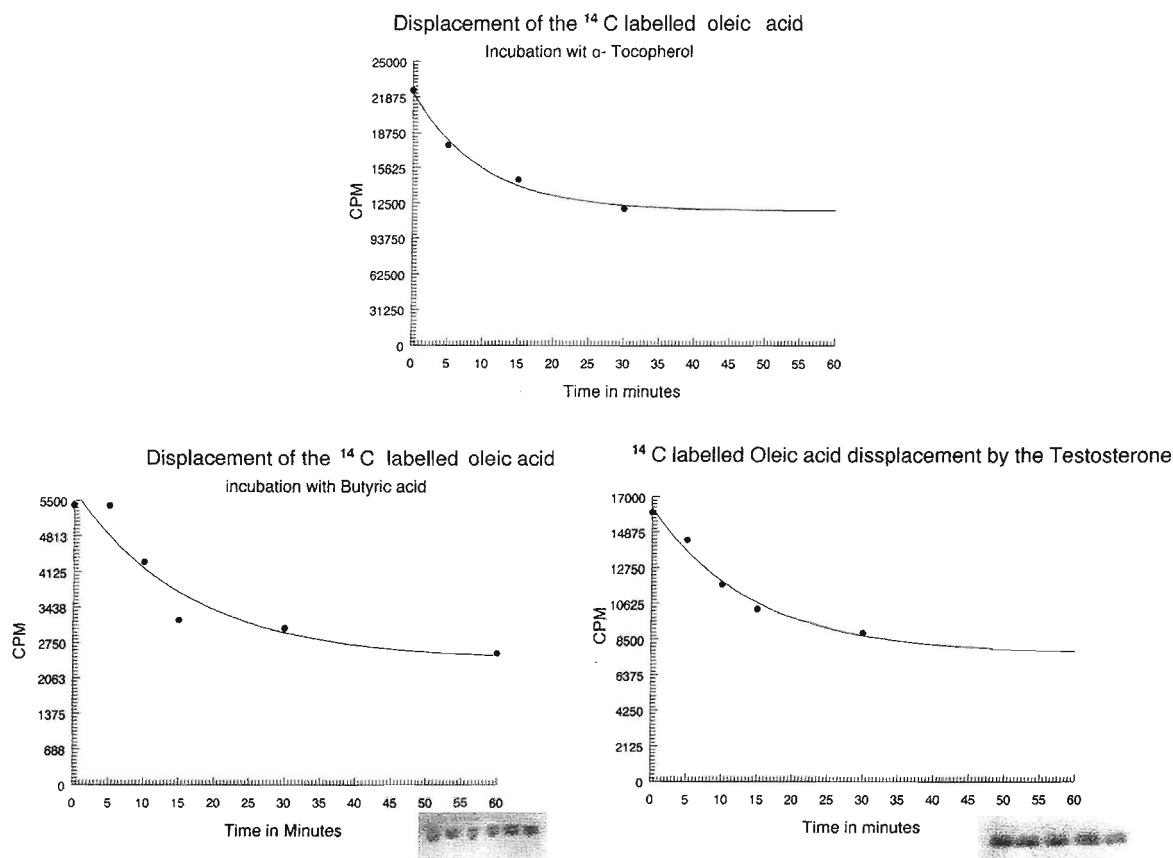 Displacement of the ¹⁴ C labelled oleic acid
Incubation wit α- Tocopherol
25000
21875
18750
15625
12500
93750
62500
31250
0
CPM
0 5 10 15 20 25 30 35 40 45 50 55 60
Time in minutes
Displacement of the ¹⁴ C labelled oleic acid
incubation with Butyric acid
5500
4813
4125
3438
2750
2063
1375
688
0
CPM
0 5 10 15 20 25 30 35 40 45 50 55 60
Time in Minutes
¹⁴ C labelled Oleic acid dissplacement by the Testosterone
17000
14875
12750
10625
8500
6375
4250
2125
0
CPM
0 5 10 15 20 25 30 35 40 45 50 55 60
Time in minutes